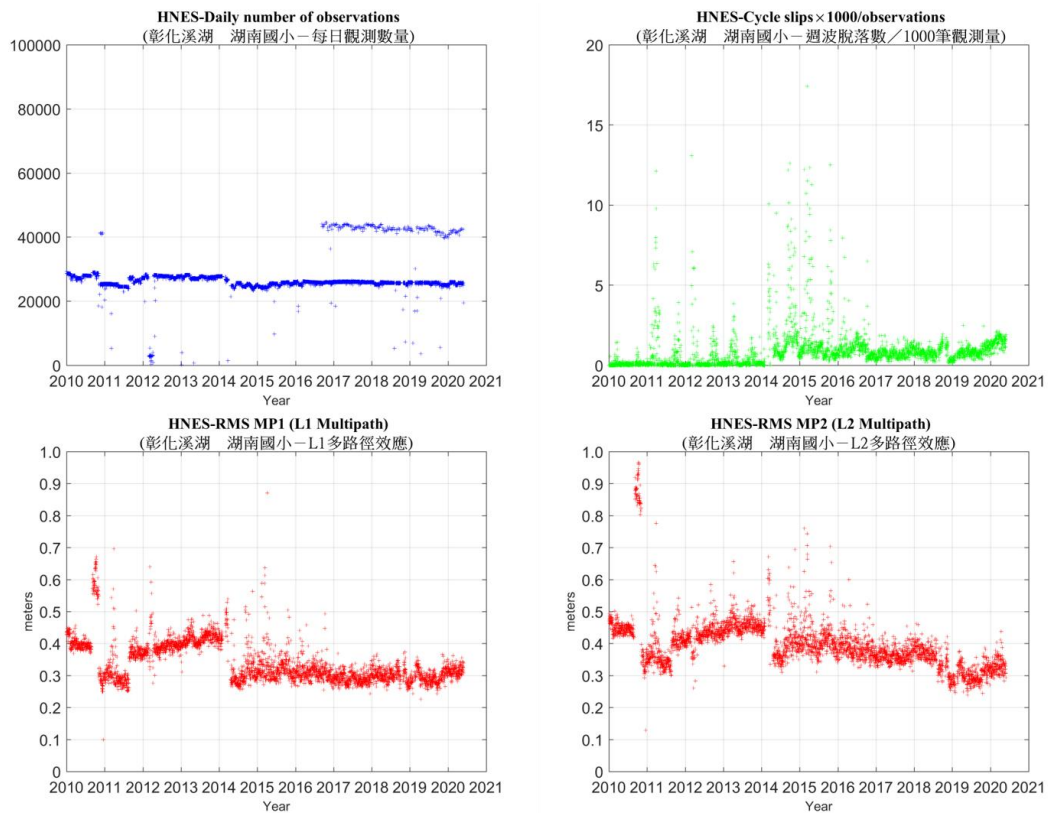 HNES-Daily number of observations
(彰化溪湖　湖南國小－每日觀測數量)
100000
80000
60000
40000
20000
0
2010 2011 2012 2013 2014 2015 2016 2017 2018 2019 2020 2021
Year
HNES-Cycle slips×1000/observations
(彰化溪湖　湖南國小－週波脫落數／1000筆觀測量)
20
15
10
5
0
2010 2011 2012 2013 2014 2015 2016 2017 2018 2019 2020 2021
Year
HNES-RMS MP1 (L1 Multipath)
(彰化溪湖　湖南國小－L1多路徑效應)
meters
1.0
0.9
0.8
0.7
0.6
0.5
0.4
0.3
0.2
0.1
0
2010 2011 2012 2013 2014 2015 2016 2017 2018 2019 2020 2021
Year
HNES-RMS MP2 (L2 Multipath)
(彰化溪湖　湖南國小－L2多路徑效應)
meters
1.0
0.9
0.8
0.7
0.6
0.5
0.4
0.3
0.2
0.1
0
2010 2011 2012 2013 2014 2015 2016 2017 2018 2019 2020 2021
Year